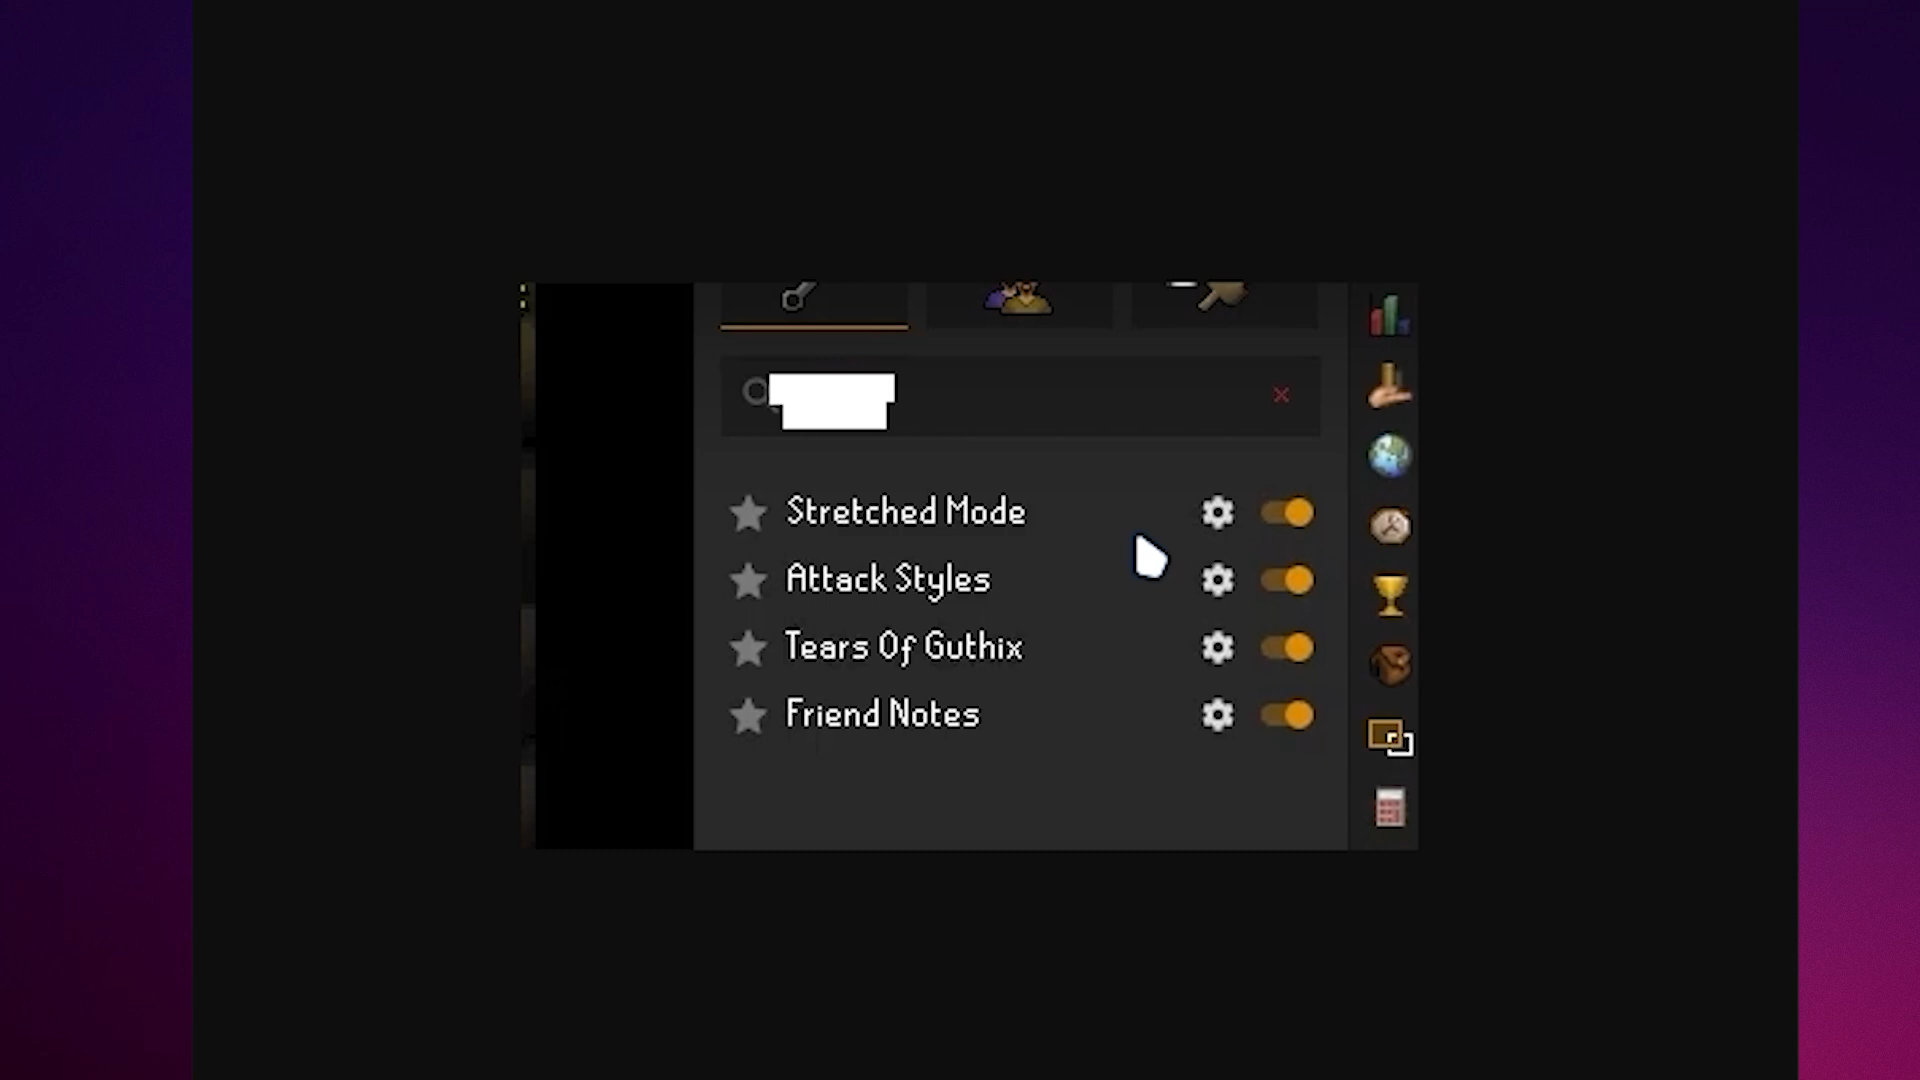 Stretched Mode
Attack Styles
Tears Of Guthix
Friend Notes